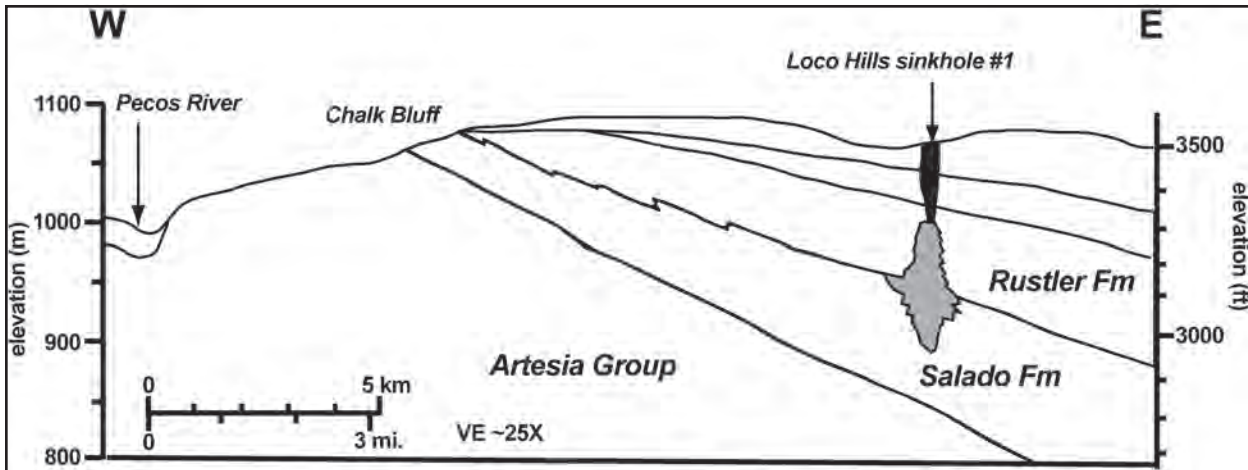 W
E
Loco Hills sinkhole #1
Pecos River
Chalk Bluff
1100
1000
900
800
elevation (m)
3500
3000
elevation (ft)
Rustler Fm
Salado Fm
Artesia Group
0 5 km
0 3 mi.
VE ~25X